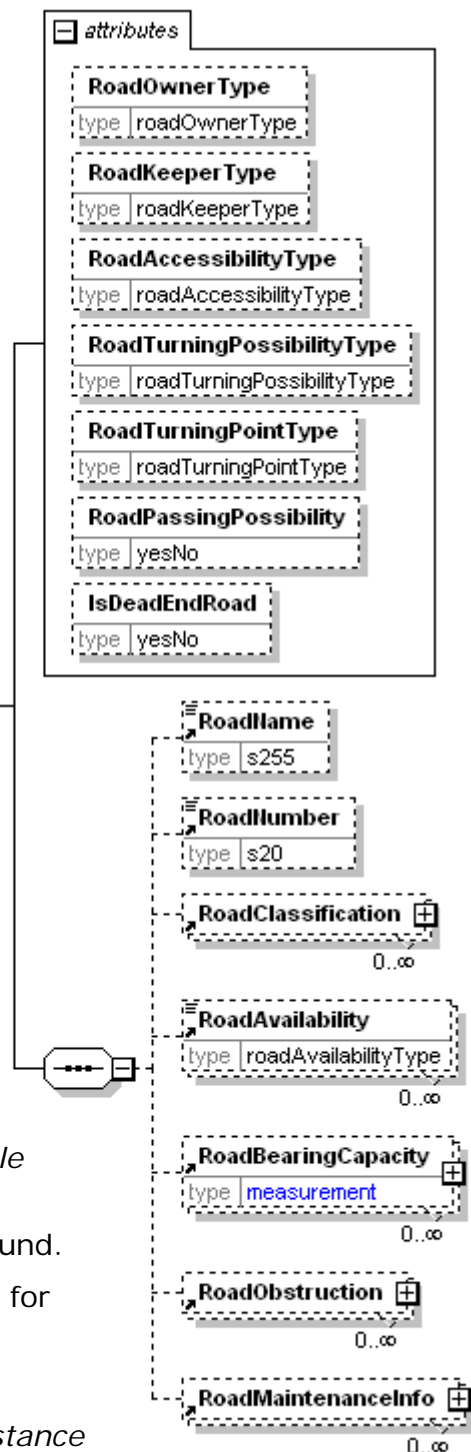 attributes
RoadOwnerType
type roadOwnerType
RoadKeeperType
type roadKeeperType
RoadAccessibilityType
type roadAccessibilityType
RoadTurningPossibilityType
type roadTurningPossibilityType
RoadTurningPointType
type roadTurningPointType
RoadPassingPossibility
type yesNo
IsDeadEndRoad
type yesNo
RoadName
type s255
RoadNumber
type s20
RoadClassification
0..∞
RoadAvailability
type roadAvailabilityType
0..∞
RoadBearingCapacity
type measurement
0..∞
RoadObstruction
0..∞
RoadMaintenanceInfo
0..∞
le
und.
for
stance